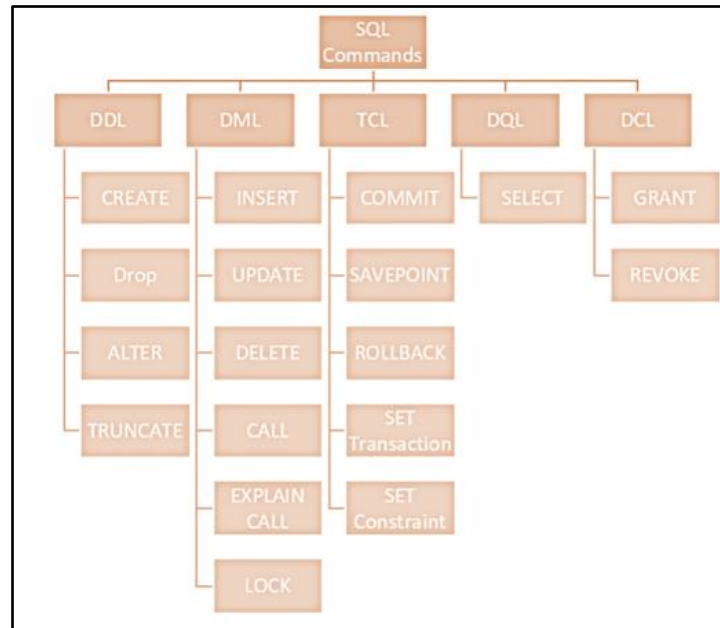 SQL
Commands
DDL
DML
TCL
DQL
DCL
CREATE
INSERT
COMMIT
SELECT
GRANT
Drop
UPDATE
SAVEPOINT
REVOKE
ALTER
DELETE
ROLLBACK
TRUNCATE
CALL
SET
Transaction
EXPLAIN
CALL
SET
Constraint
LOCK